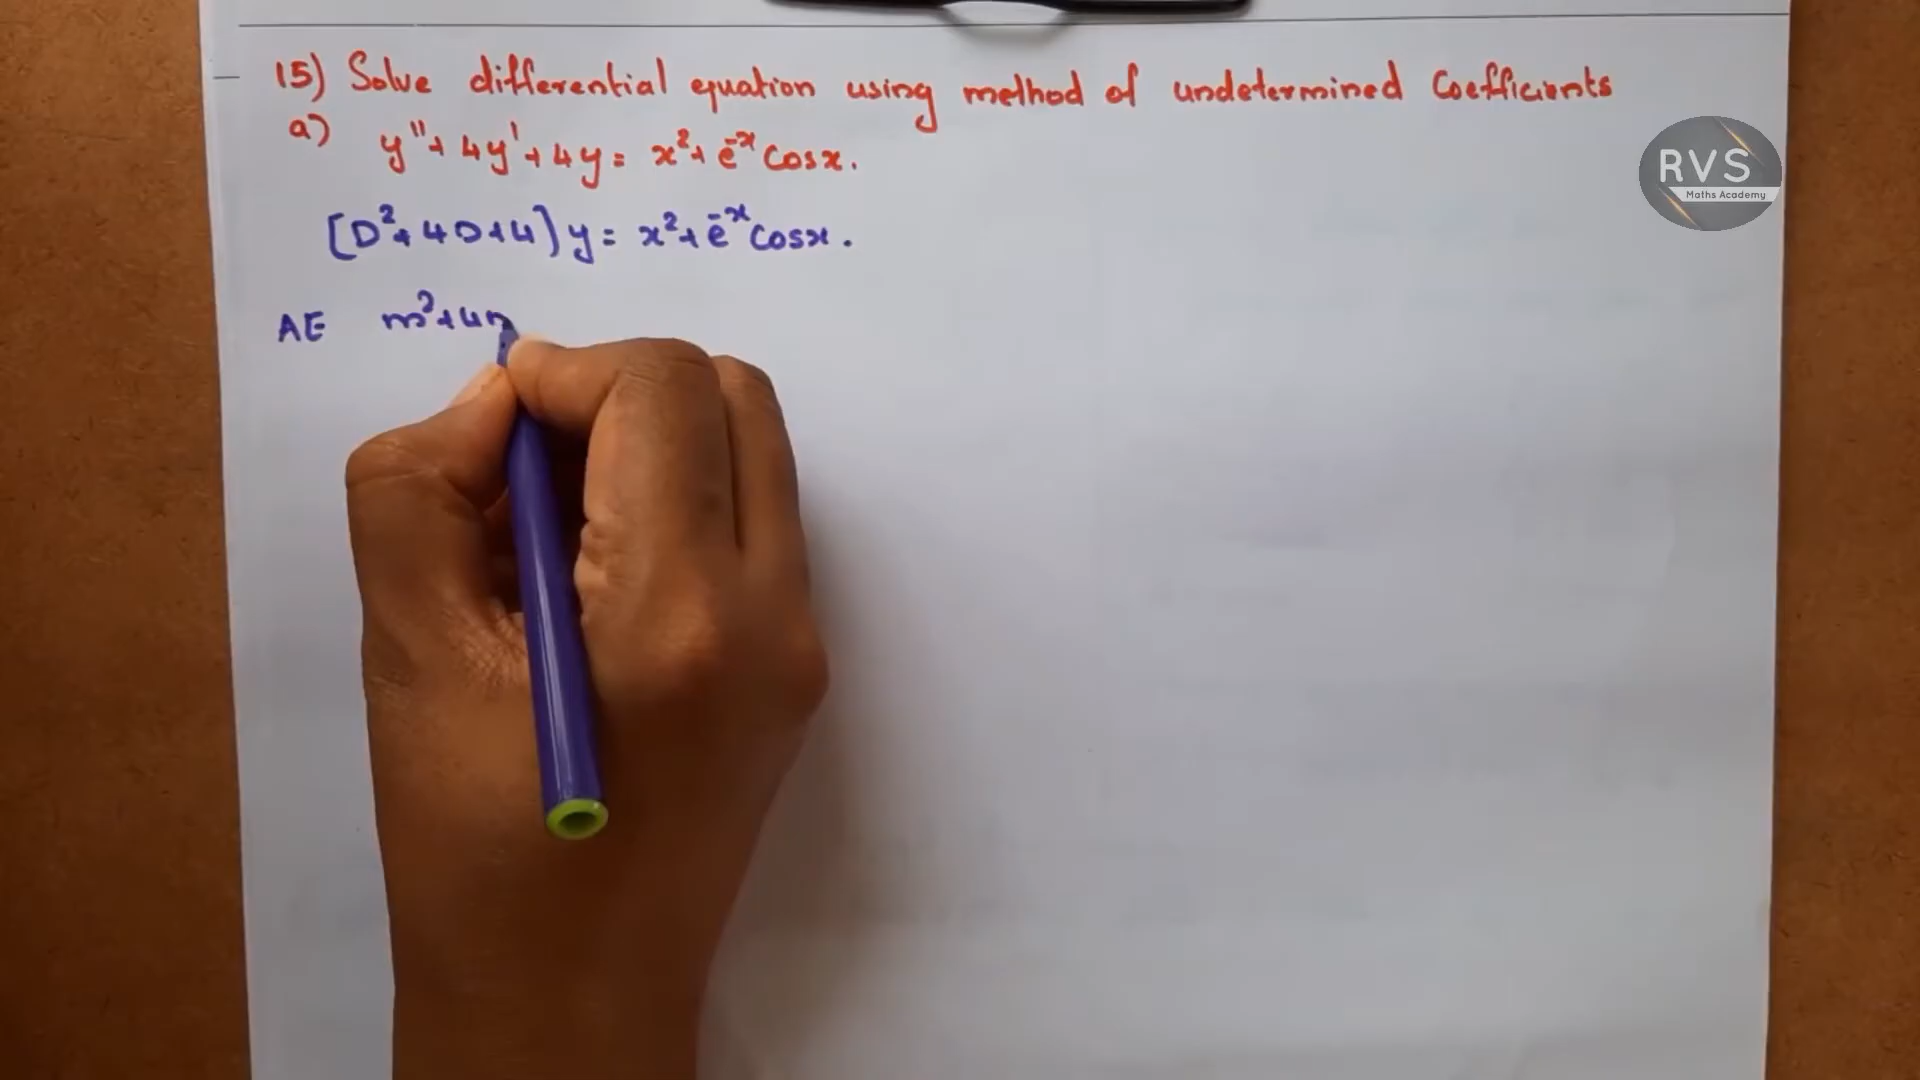 15) Solve differential equation using method of undetermined Coefficients
a) y'' + 4y' + 4y = x² + e⁻ˣ Cosx.
[D² + 4D + 4] y = x² + e⁻ˣ Cosx.
AE m² + 4m
RVS
Maths Academy